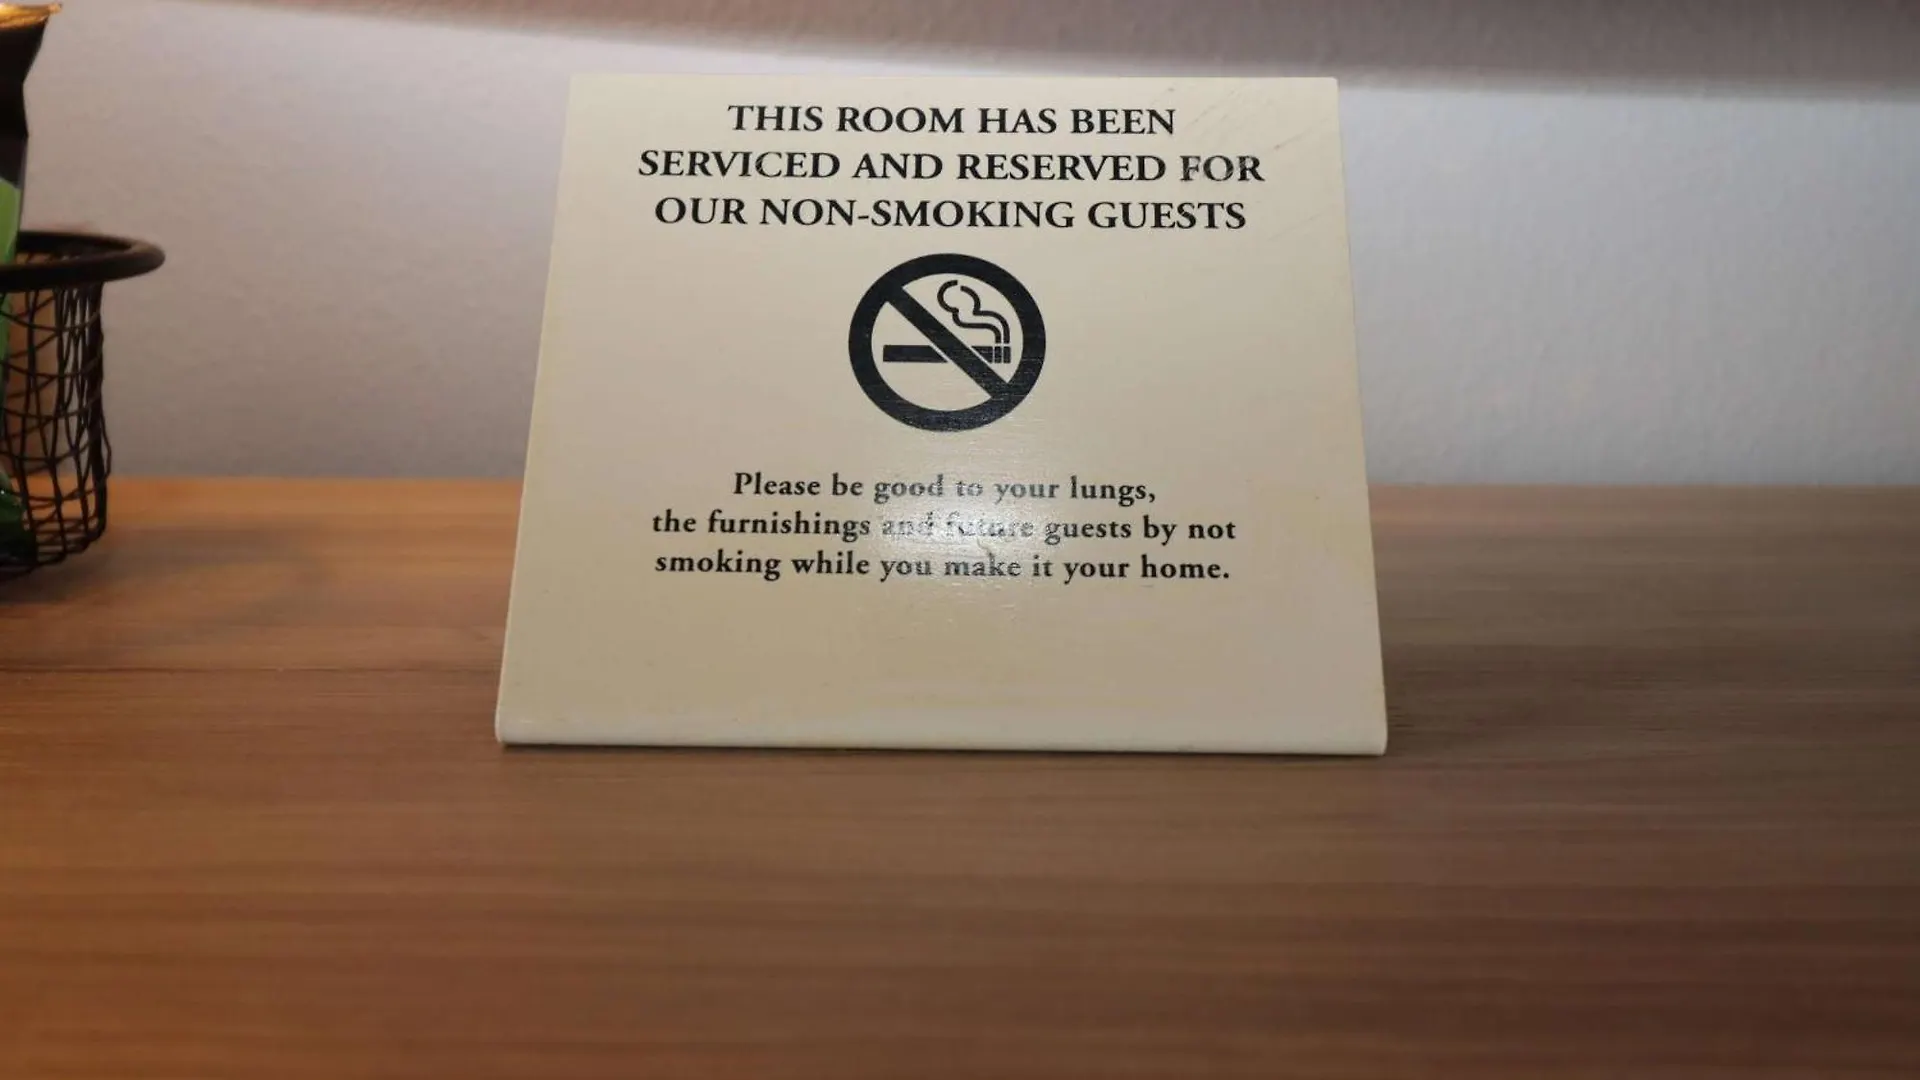 THIS ROOM HAS BEEN
SERVICED AND RESERVED FOR
OUR NON-SMOKING GUESTS
Please be good to your lungs,
the furnishings and future guests by not
smoking while you make it your home.